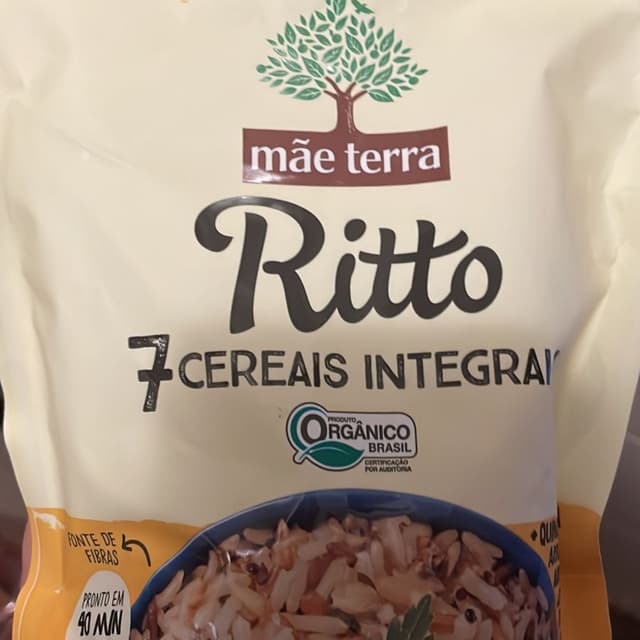 mãe terra
Ritto
7 CEREAIS INTEGRAI
PRODUTO
ORGÂNICO
BRASIL
CERTIFICAÇÃO
POR AUDITORIA
FONTE DE
FIBRAS
PRONTO EM
40 MIN